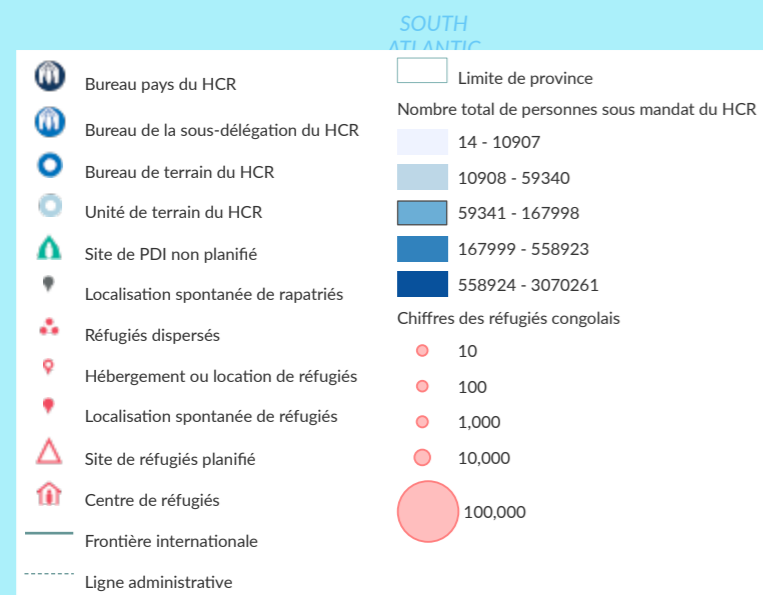 SOUTH
ATLANTIC
Bureau pays du HCR
Bureau de la sous-délégation du HCR
Bureau de terrain du HCR
Unité de terrain du HCR
Site de PDI non planifié
Localisation spontanée de rapatriés
Réfugiés dispersés
Hébergement ou location de réfugiés
Localisation spontanée de réfugiés
Site de réfugiés planifié
Centre de réfugiés
Frontière internationale
Ligne administrative
Limite de province
Nombre total de personnes sous mandat du HCR
14 - 10907
10908 - 59340
59341 - 167998
167999 - 558923
558924 - 3070261
Chiffres des réfugiés congolais
10
100
1,000
10,000
100,000